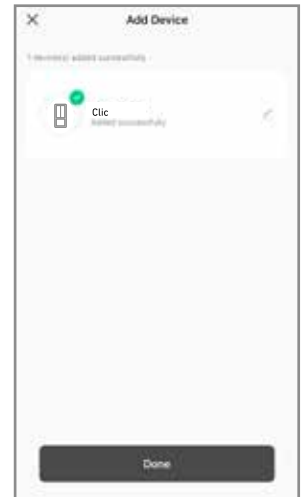 Add Device
1 device(s) added successfully
Clic
Added successfully
Done